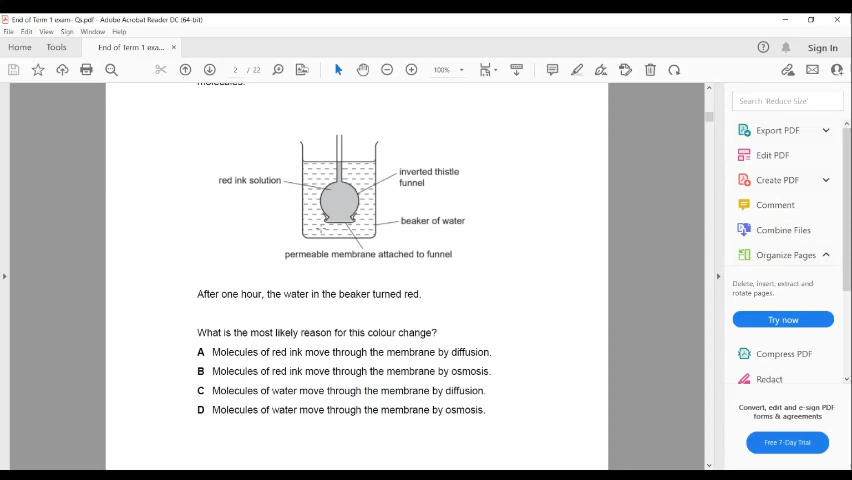 End of Term 1 exam- Qs.pdf - Adobe Acrobat Reader DC (64-bit)
File Edit View Sign Window Help
Home Tools End of Term 1 exa... ×
Sign In
2 / 22
100%
molecules.
red ink solution
inverted thistle
funnel
beaker of water
permeable membrane attached to funnel
After one hour, the water in the beaker turned red.
What is the most likely reason for this colour change?
A Molecules of red ink move through the membrane by diffusion.
B Molecules of red ink move through the membrane by osmosis.
C Molecules of water move through the membrane by diffusion.
D Molecules of water move through the membrane by osmosis.
Search 'Reduce Size'
Export PDF
Edit PDF
Create PDF
Comment
Combine Files
Organize Pages
Delete, insert, extract and
rotate pages.
Try now
Compress PDF
Redact
Convert, edit and e-sign PDF
forms & agreements
Free 7-Day Trial